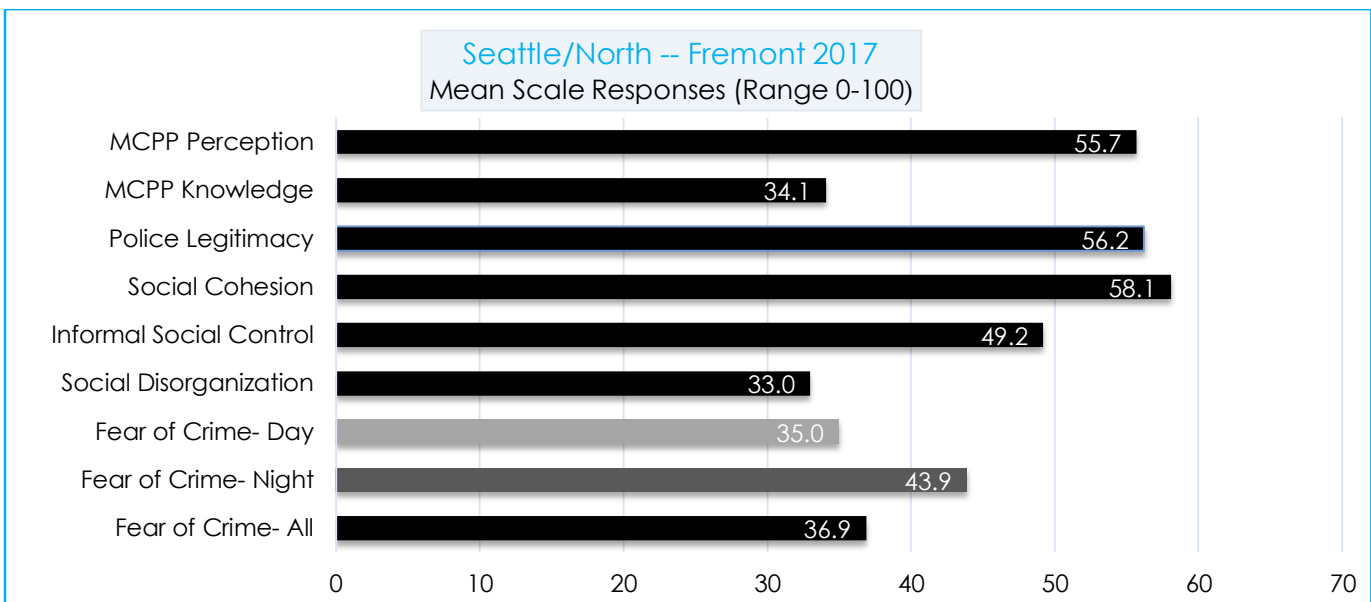 Seattle/North -- Fremont 2017
Mean Scale Responses (Range 0-100)
MCPP Perception 55.7
MCPP Knowledge 34.1
Police Legitimacy 56.2
Social Cohesion 58.1
Informal Social Control 49.2
Social Disorganization 33.0
Fear of Crime- Day 35.0
Fear of Crime- Night 43.9
Fear of Crime- All 36.9
0 10 20 30 40 50 60 70